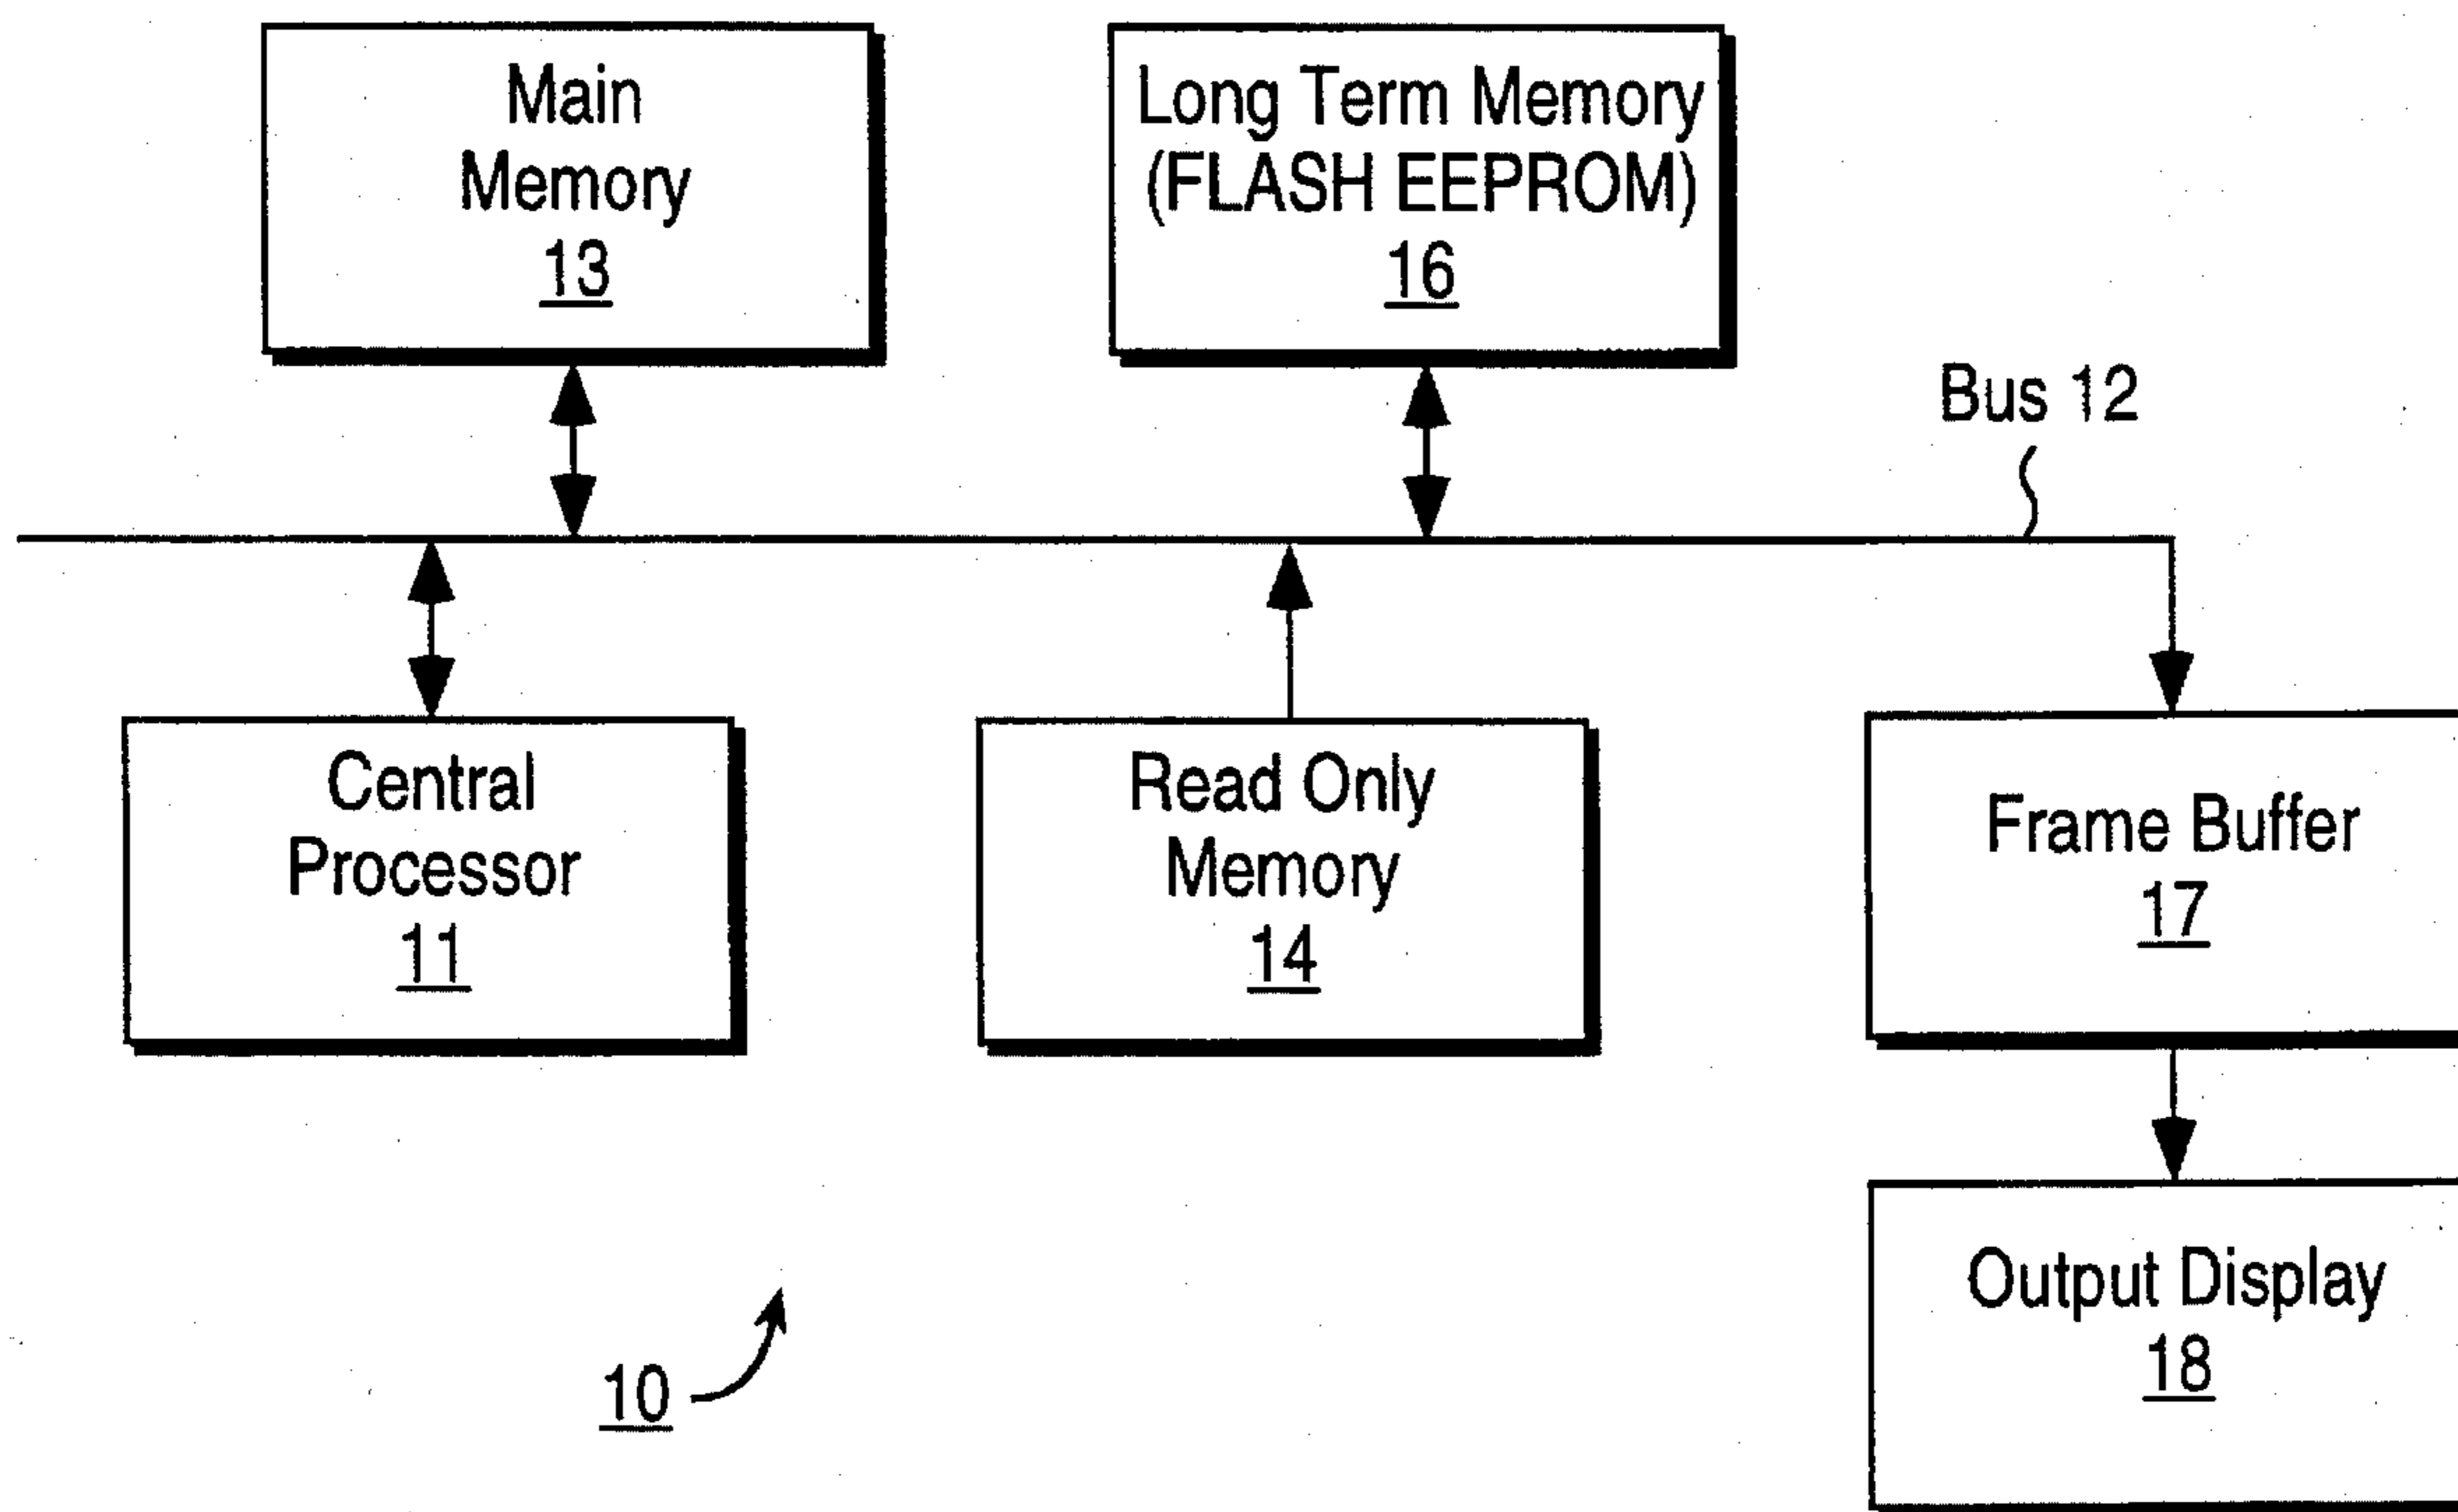 Main
Memory
13
Long Term Memory
(FLASH EEPROM)
16
Bus 12
Central
Processor
11
Read Only
Memory
14
Frame Buffer
17
Output Display
18
10